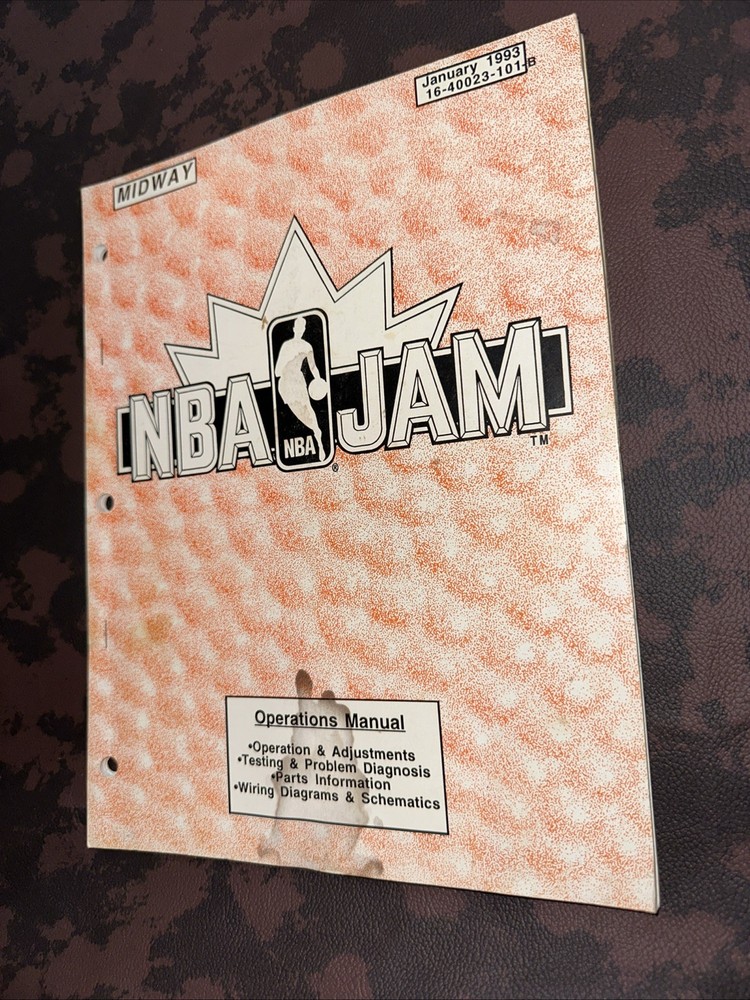 January 1993
16-40023-101-B
MIDWAY
NBA JAM
NBA
®
TM
Operations Manual
•Operation & Adjustments
•Testing & Problem Diagnosis
•Parts Information
•Wiring Diagrams & Schematics